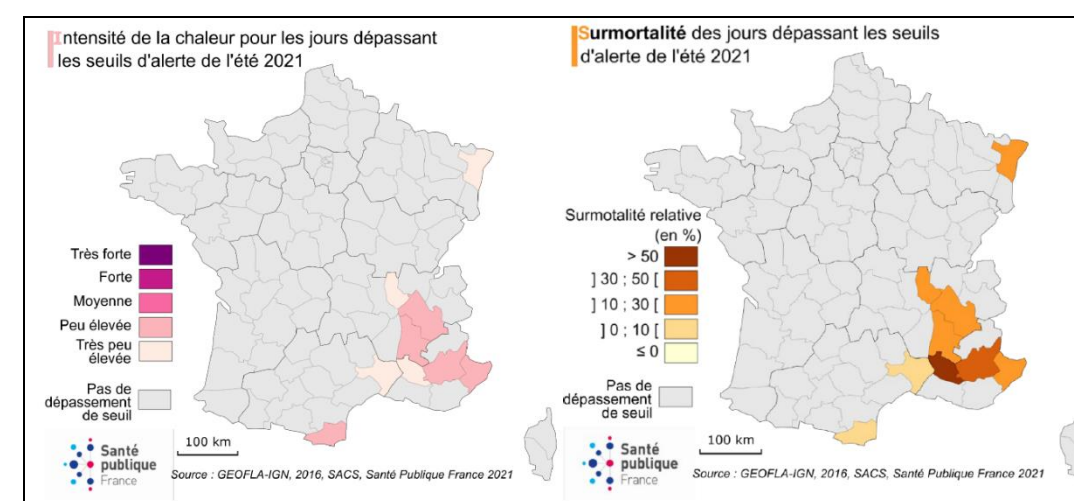 Intensité de la chaleur pour les jours dépassant
les seuils d'alerte de l'été 2021
Très forte
Forte
Moyenne
Peu élevée
Très peu
élevée
Pas de
dépassement
de seuil
100 km
Santé
publique
France
Source : GEOFLA-IGN, 2016, SACS, Santé Publique France 2021
Surmortalité des jours dépassant les seuils
d'alerte de l'été 2021
Surmotalité relative
(en %)
> 50
] 30 ; 50 [
] 10 ; 30 [
] 0 ; 10 [
≤ 0
Pas de
dépassement
de seuil
100 km
Santé
publique
France
Source : GEOFLA-IGN, 2016, SACS, Santé Publique France 2021